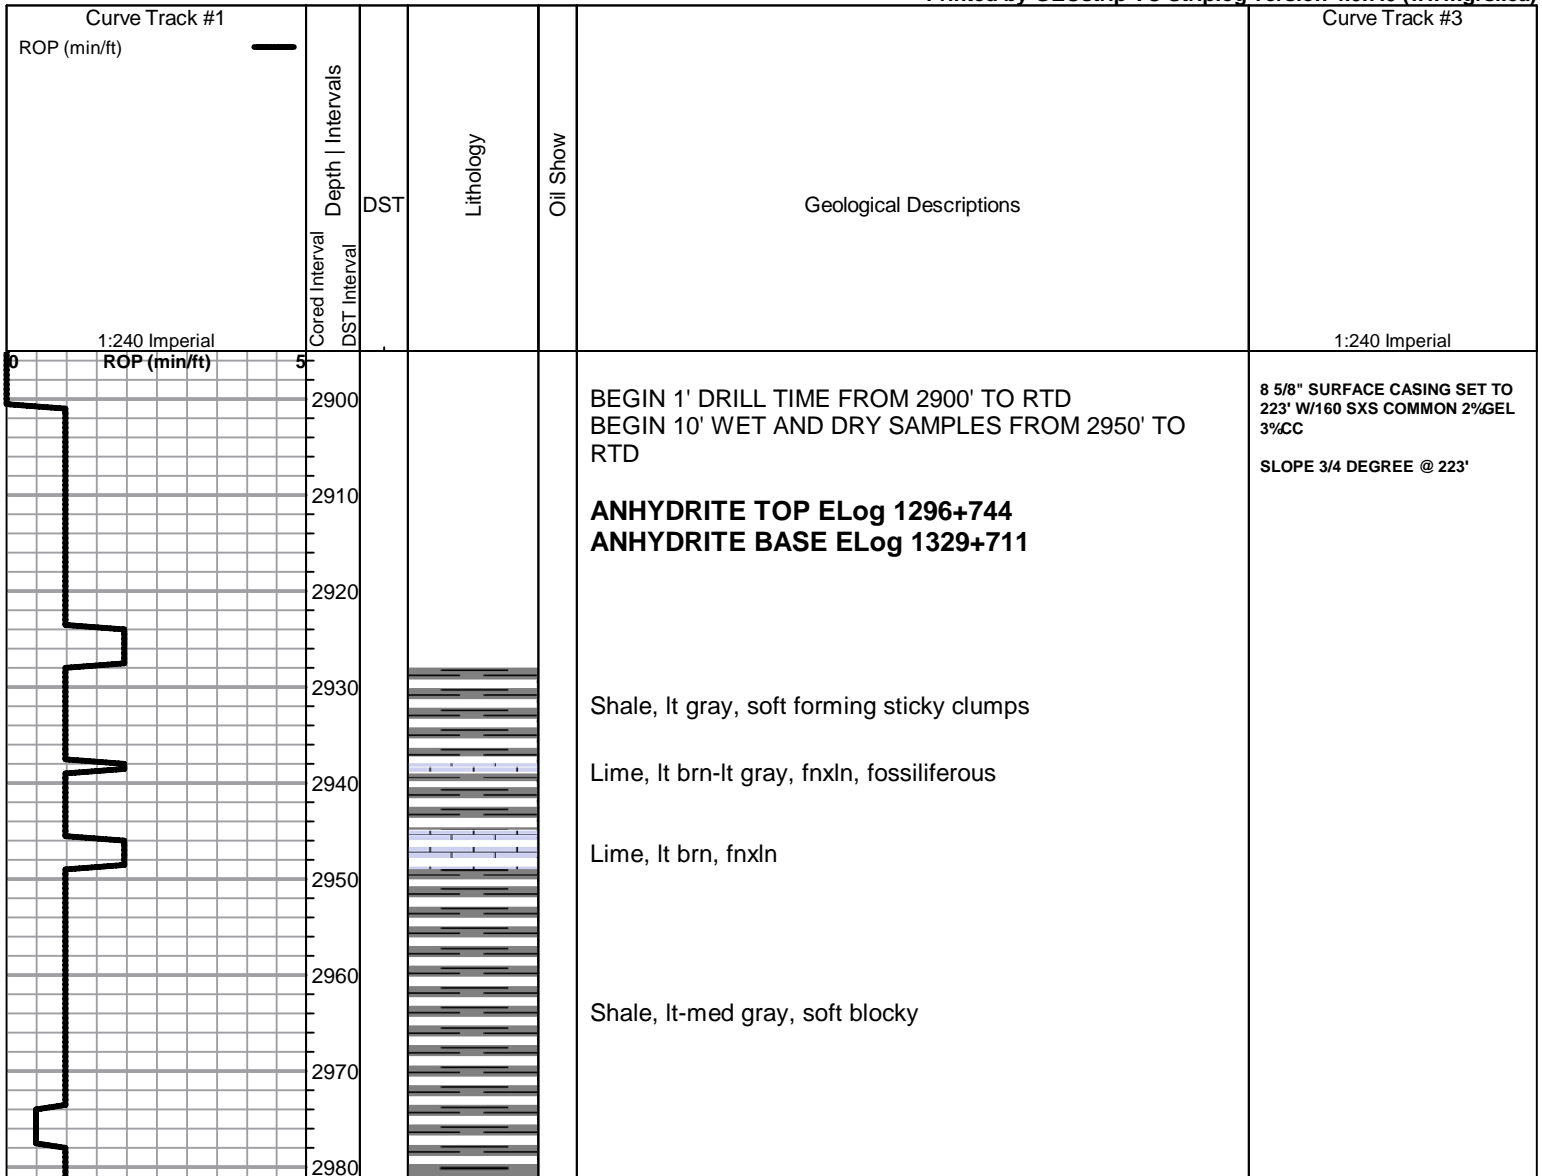 Curve Track #1
ROP (min/ft)
1:240 Imperial
Depth | Intervals
Cored Interval
DST Interval
DST
Lithology
Oil Show
Geological Descriptions
Curve Track #3
1:240 Imperial
0 ROP (min/ft) 5
2900
2910
2920
2930
2940
2950
2960
2970
2980
BEGIN 1' DRILL TIME FROM 2900' TO RTD
BEGIN 10' WET AND DRY SAMPLES FROM 2950' TO
RTD
ANHYDRITE TOP ELog 1296+744
ANHYDRITE BASE ELog 1329+711
Shale, lt gray, soft forming sticky clumps
Lime, lt brn-lt gray, fnxln, fossiliferous
Lime, lt brn, fnxln
Shale, lt-med gray, soft blocky
8 5/8" SURFACE CASING SET TO
223' W/160 SXS COMMON 2%GEL
3%CC
SLOPE 3/4 DEGREE @ 223'